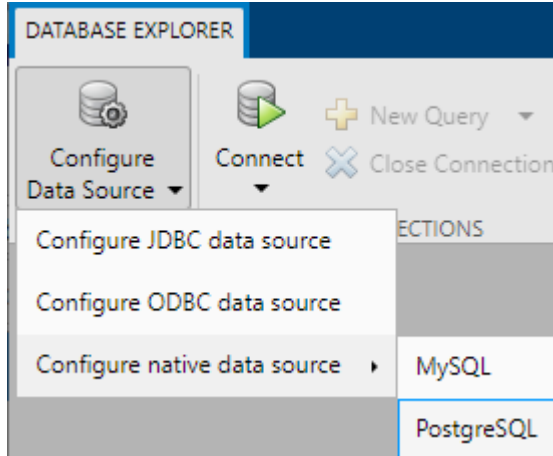 DATABASE EXPLORER
Configure
Data Source
Connect
New Query
Close Connection
ECTIONS
Configure JDBC data source
Configure ODBC data source
Configure native data source
MySQL
PostgreSQL